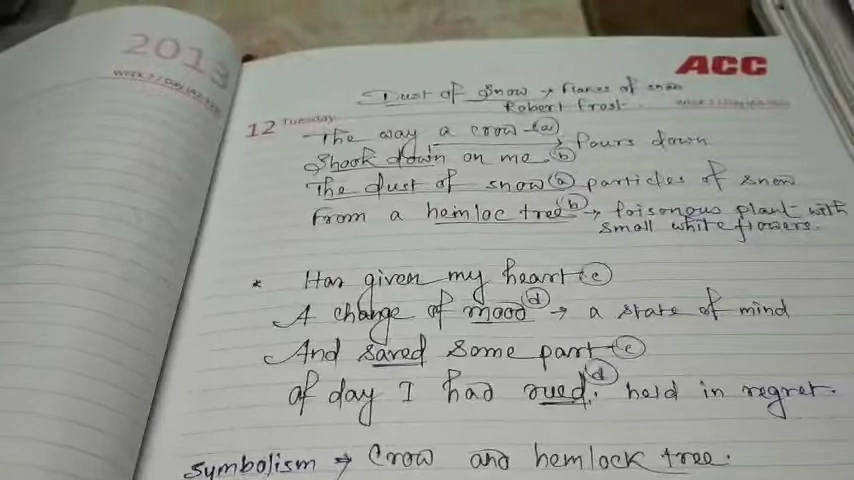 2013
ACC
Dust of Snow → Flakes of snow
Robert Frost.
12 Tuesday
The way a crow - (a)
Shook down on me (b) → Pours down
The dust of snow (a) particles of snow
From a hemloc tree (b) → Poisonous plant with
small white flowers.
* Has given my heart (c)
A change of mood (d) → a state of mind
And saved some part (c)
of day I had rued. (d) held in regret.
Symbolism → Crow and hemlock tree.